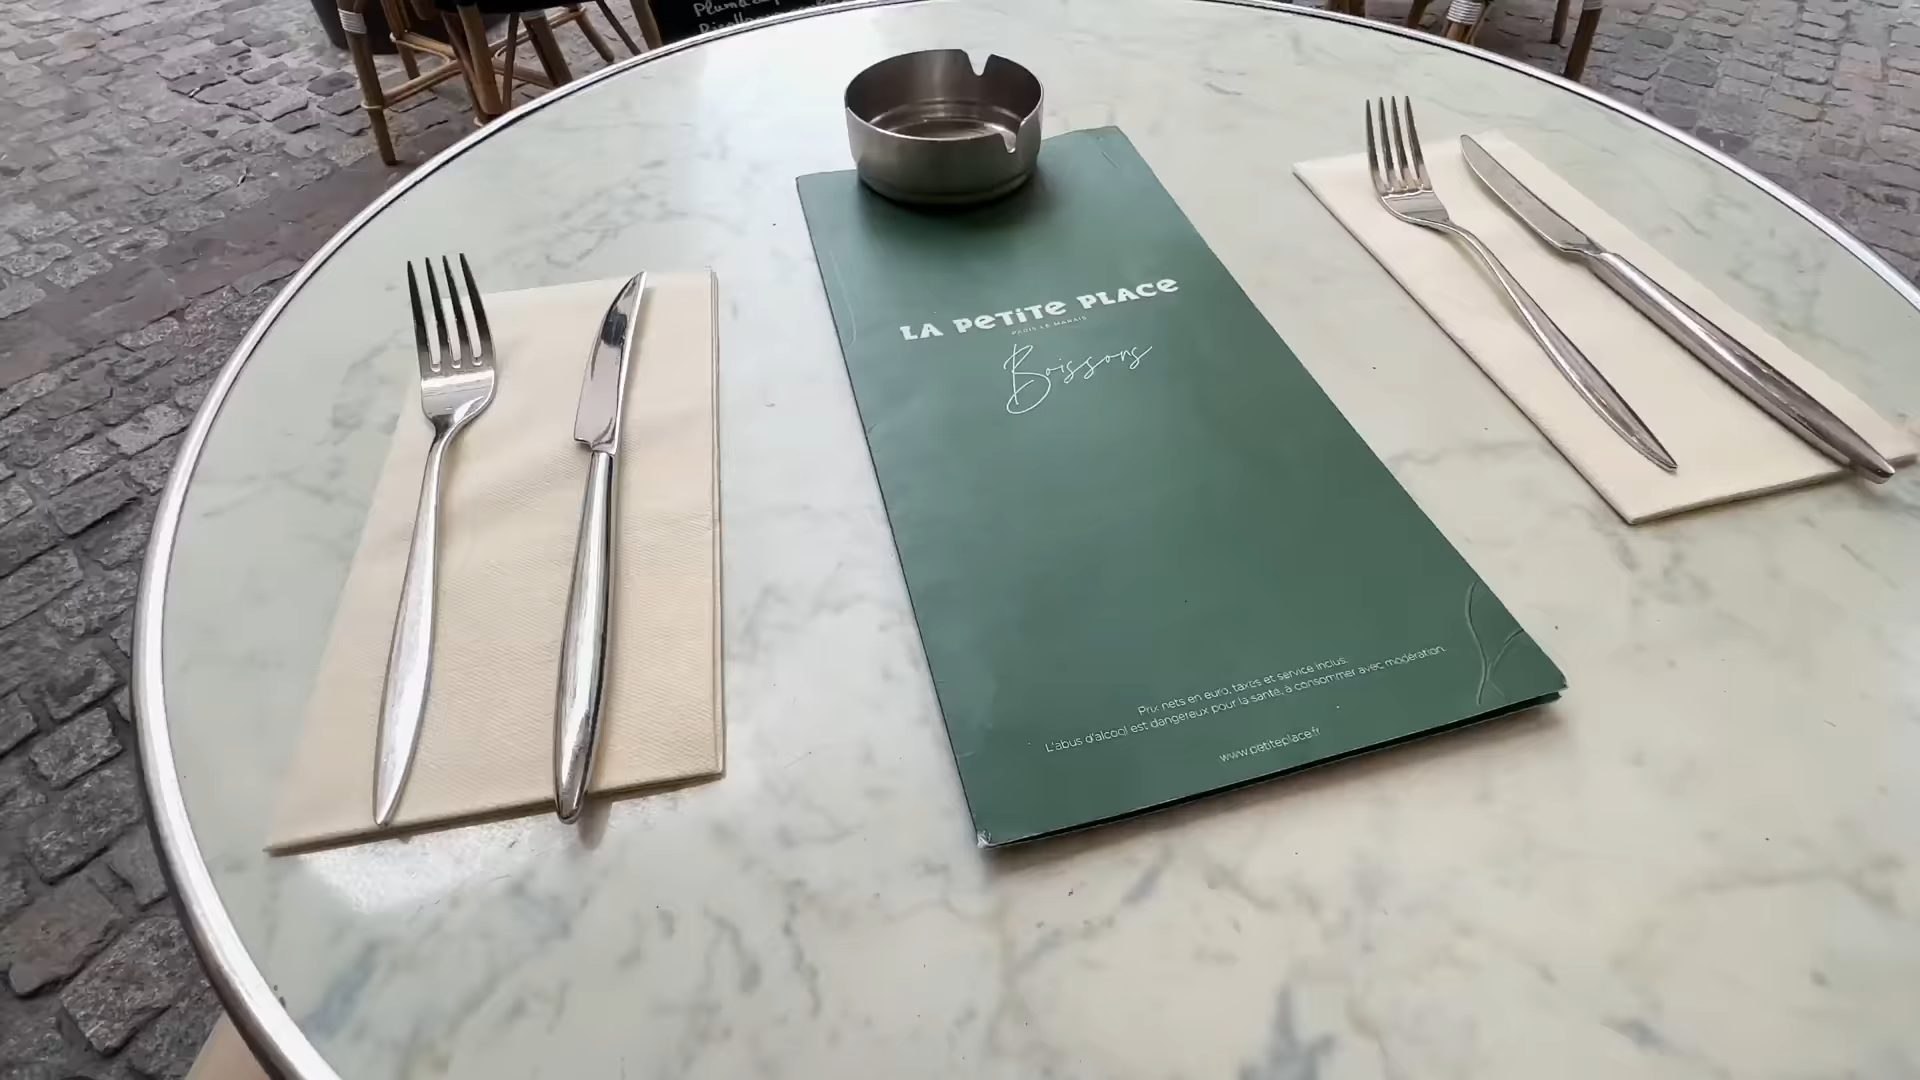 LA PETITE PLACE
PARIS LE MARAIS
Boissons
Prix nets en euro, taxes et service inclus.
L'abus d'alcool est dangereux pour la santé, à consommer avec modération.
www.petiteplace.fr